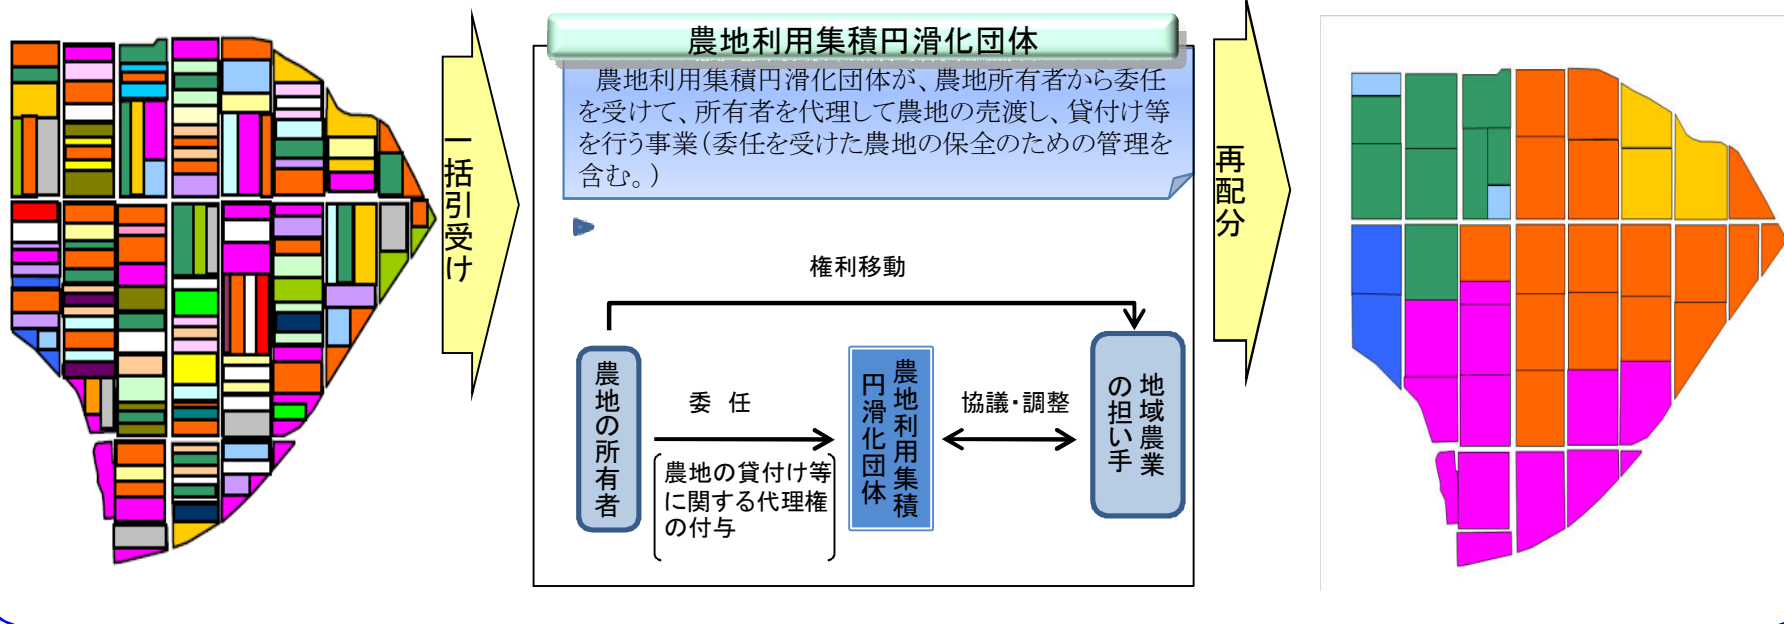 一括引受け
農地利用集積円滑化団体
農地利用集積円滑化団体が、農地所有者から委任
を受けて、所有者を代理して農地の売渡し、貸付け等
を行う事業(委任を受けた農地の保全のための管理を
含む。)
権利移動
農地の所有者
委 任
農地の貸付け等
に関する代理権
の付与
農地利用集積
円滑化団体
協議・調整
地域農業
の担い手
再配分